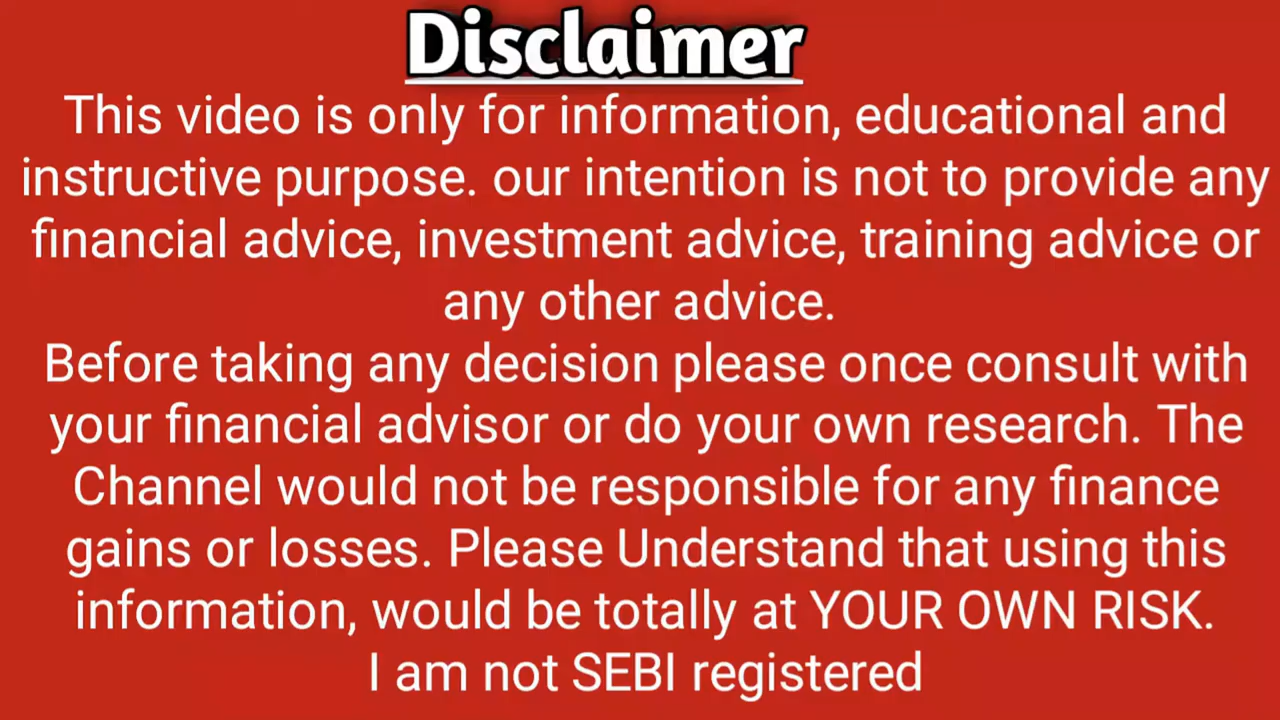 Disclaimer
This video is only for information, educational and
instructive purpose. our intention is not to provide any
financial advice, investment advice, training advice or
any other advice.
Before taking any decision please once consult with
your financial advisor or do your own research. The
Channel would not be responsible for any finance
gains or losses. Please Understand that using this
information, would be totally at YOUR OWN RISK.
I am not SEBI registered